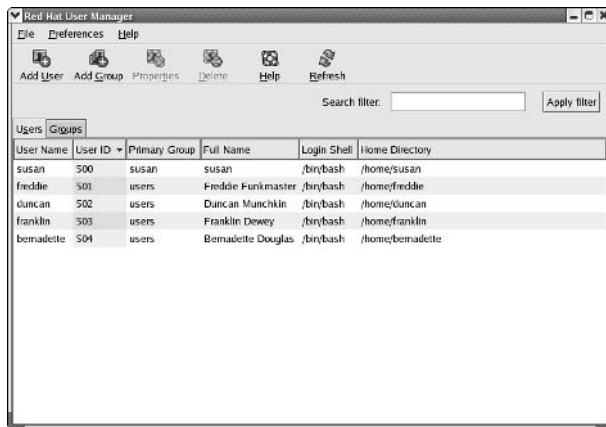 Red Hat User Manager
File Preferences Help
Add User Add Group Properties Delete Help Refresh
Search filter: Apply filter
Users Groups
User Name User ID Primary Group Full Name Login Shell Home Directory
susan 500 susan susan /bin/bash /home/susan
freddie 501 users Freddie Funkmaster /bin/bash /home/freddie
duncan 502 users Duncan Munchkin /bin/bash /home/duncan
franklin 503 users Franklin Dewey /bin/bash /home/franklin
bernadette 504 users Bernadette Douglas /bin/bash /home/bernadette